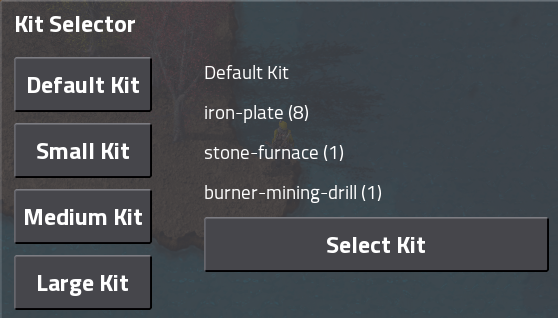 Kit Selector
Default Kit
Small Kit
Medium Kit
Large Kit
Default Kit
iron-plate (8)
stone-furnace (1)
burner-mining-drill (1)
Select Kit